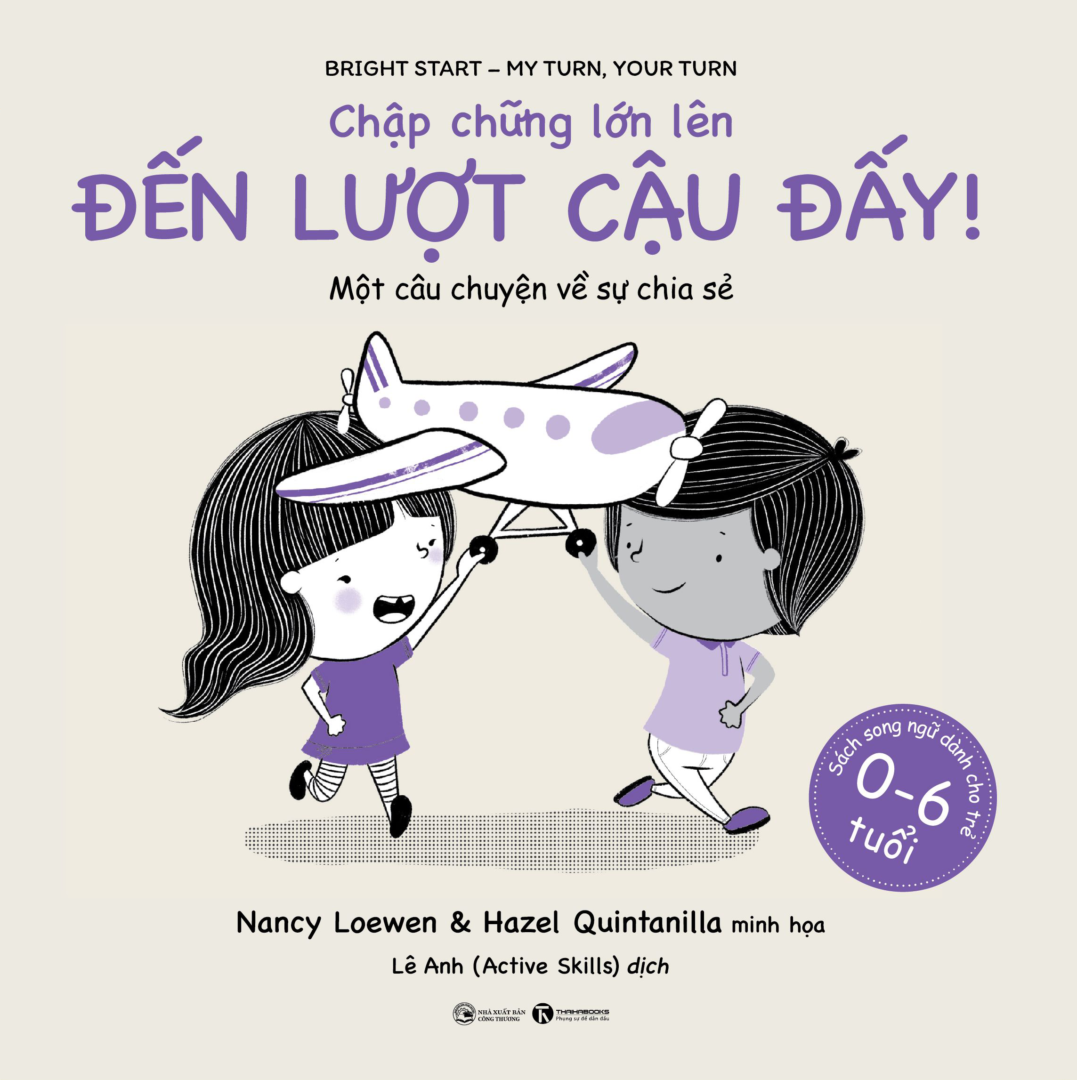 BRIGHT START – MY TURN, YOUR TURN
Chập chững lớn lên
ĐẾN LƯỢT CẬU ĐẤY!
Một câu chuyện về sự chia sẻ
Sách song ngữ dành cho trẻ
0-6
tuổi
Nancy Loewen & Hazel Quintanilla minh họa
Lê Anh (Active Skills) dịch
NHÀ XUẤT BẢN
CÔNG THƯƠNG
THAIHABOOKS
Phụng sự để dẫn đầu